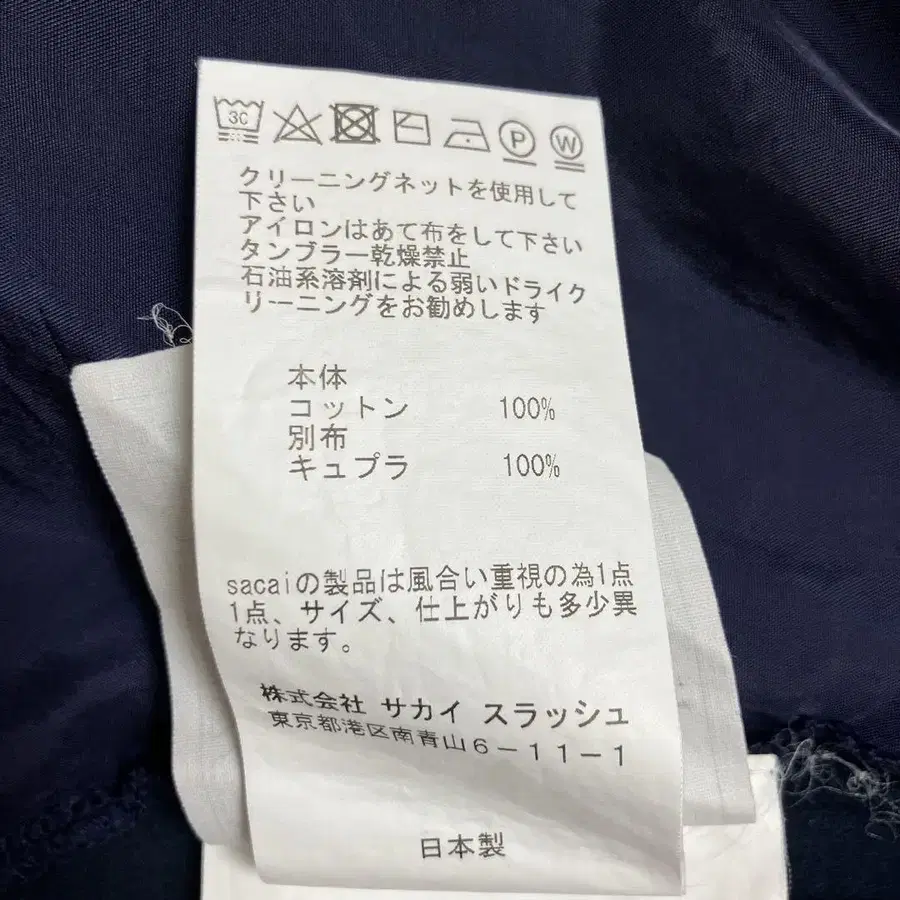 30
P
W
クリーニングネットを使用して
下さい
アイロンはあて布をして下さい
タンブラー乾燥禁止
石油系溶剤による弱いドライク
リーニングをお勧めします
本体
コットン 100%
別布
キュプラ 100%
sacaiの製品は風合い重視の為1点
1点、サイズ、仕上がりも多少異
なります。
株式会社 サカイ スラッシュ
東京都港区南青山6-11-1
日本製